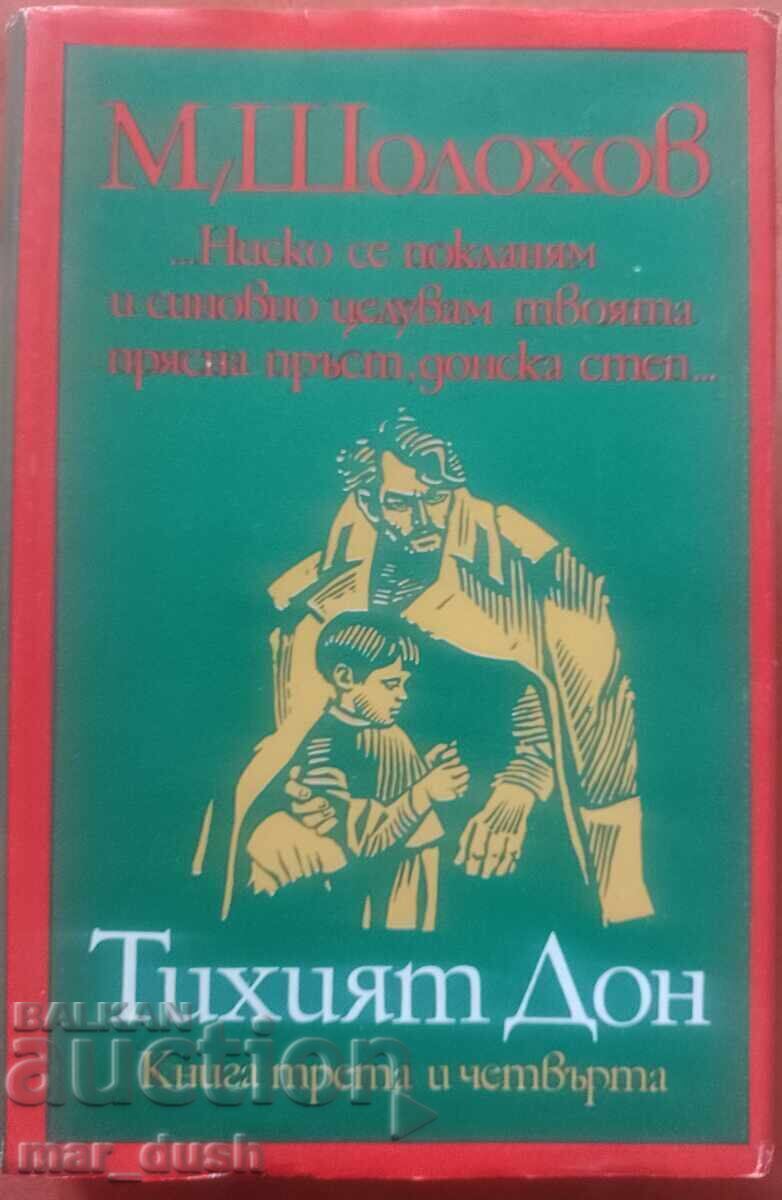 М. Шолохов
...Ниско се покланям
и синовно целувам твоята
прясна пръст, донска степ...
Тихият Дон
Книга трета и четвърта
BALKAN
auction
mar_dush